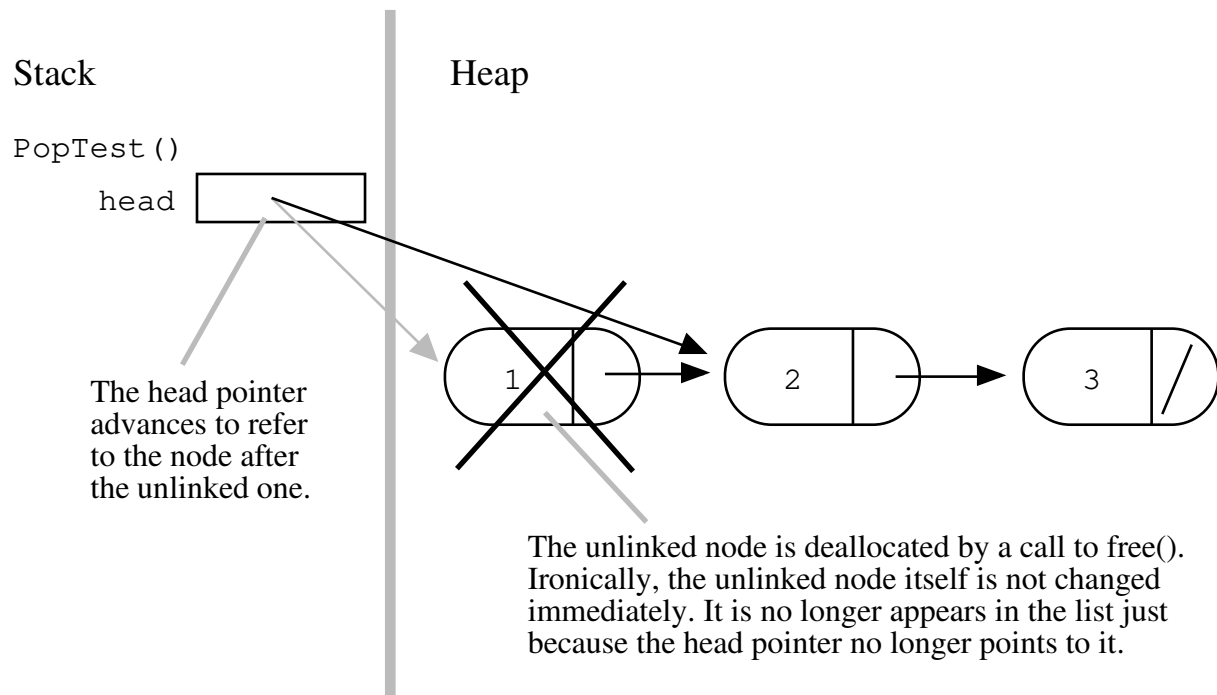 Stack
Heap
PopTest()
head
1
2
3
The head pointer
advances to refer
to the node after
the unlinked one.
The unlinked node is deallocated by a call to free().
Ironically, the unlinked node itself is not changed
immediately. It is no longer appears in the list just
because the head pointer no longer points to it.